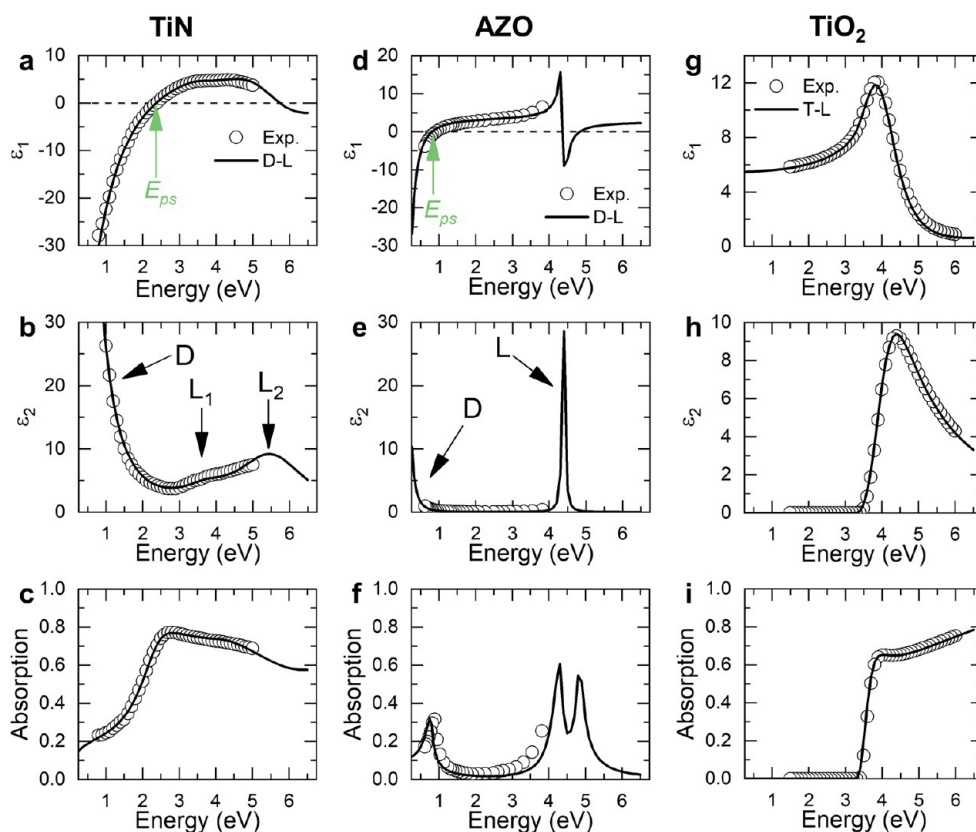 TiN AZO TiO₂
a
10
0
-10
-20
-30
ε₁
Exp.
D-L
Eps
1 2 3 4 5 6
Energy (eV)
d
20
15
10
5
0
-5
-10
-15
-20
-25
-30
ε₁
Exp.
D-L
Eps
1 2 3 4 5 6
Energy (eV)
g
12
9
6
3
0
ε₁
Exp.
T-L
1 2 3 4 5 6
Energy (eV)
b
30
20
10
0
ε₂
D
L₁
L₂
1 2 3 4 5 6
Energy (eV)
e
30
20
10
0
ε₂
D
L
1 2 3 4 5 6
Energy (eV)
h
10
8
6
4
2
0
ε₂
1 2 3 4 5 6
Energy (eV)
c
1.0
0.8
0.6
0.4
0.2
0.0
Absorption
1 2 3 4 5 6
Energy (eV)
f
1.0
0.8
0.6
0.4
0.2
0.0
Absorption
1 2 3 4 5 6
Energy (eV)
i
1.0
0.8
0.6
0.4
0.2
0.0
Absorption
1 2 3 4 5 6
Energy (eV)